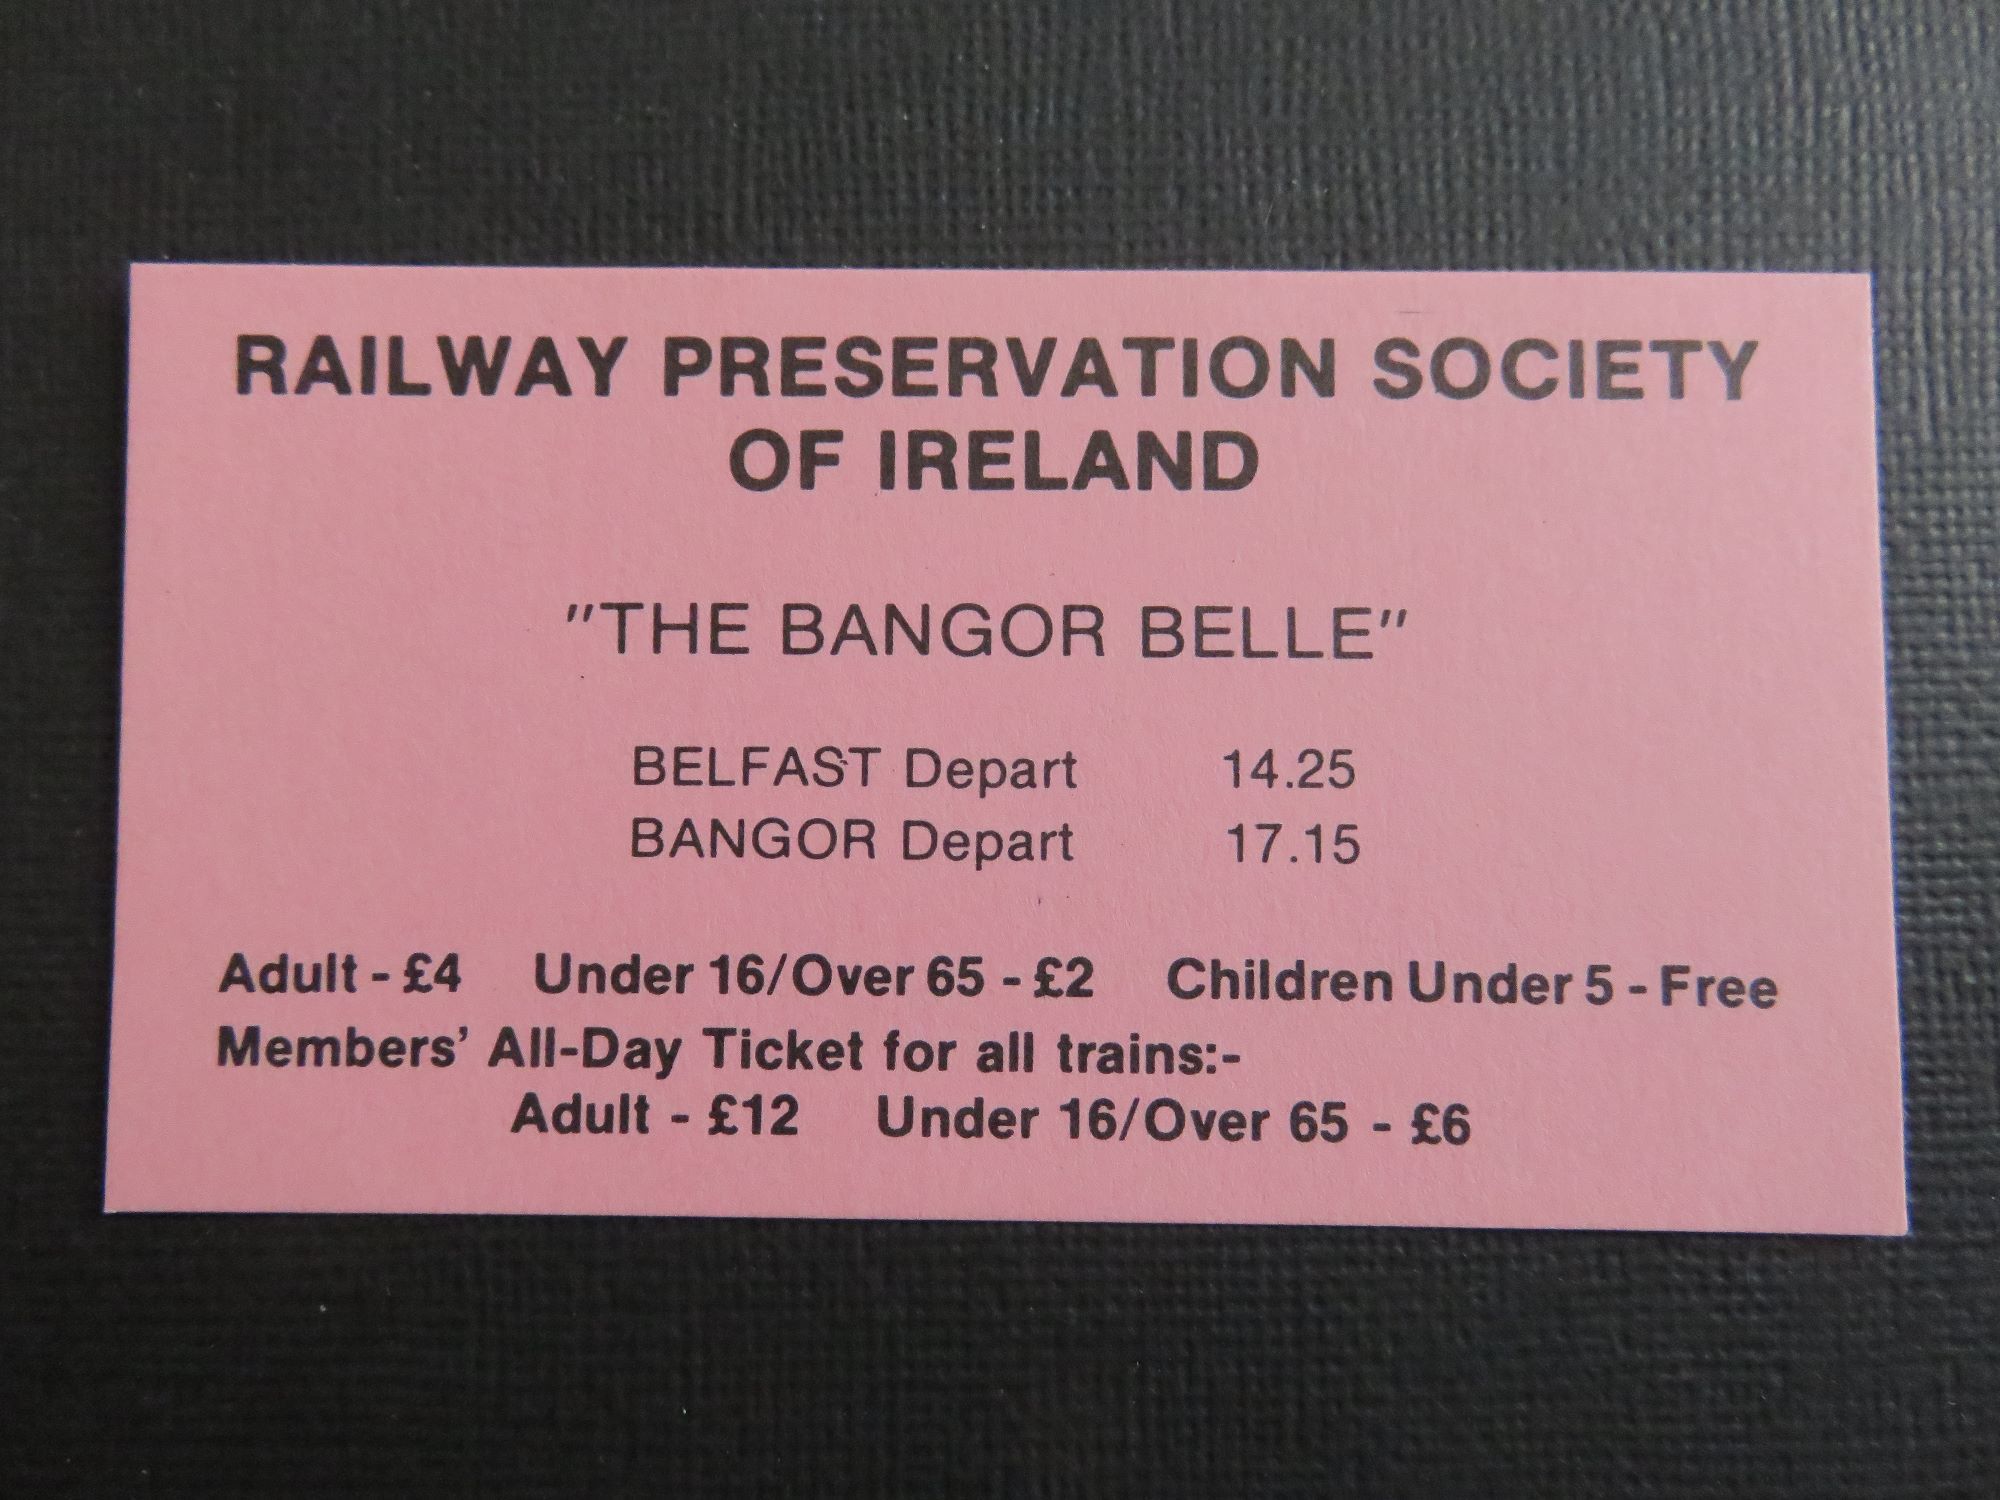 RAILWAY PRESERVATION SOCIETY
OF IRELAND
"THE BANGOR BELLE"
BELFAST Depart 14.25
BANGOR Depart 17.15
Adult - £4 Under 16/Over 65 - £2 Children Under 5 - Free
Members' All-Day Ticket for all trains:-
Adult - £12 Under 16/Over 65 - £6